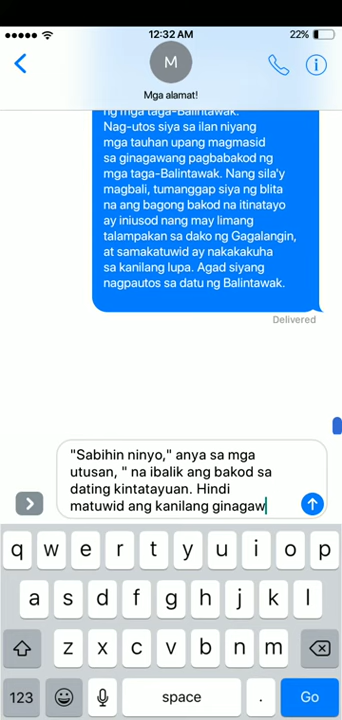 12:32 AM
22%
M
Mga alamat!
ng mga taga-Balintawak.
Nag-utos siya sa ilan niyang
mga tauhan upang magmasid
sa ginagawang pagbabakod ng
mga taga-Balintawak. Nang sila'y
magbali, tumanggap siya ng blita
na ang bagong bakod na itinatayo
ay iniusod nang may limang
talampakan sa dako ng Gagalangin,
at samakatuwid ay nakakakuha
sa kanilang lupa. Agad siyang
nagpautos sa datu ng Balintawak.
Delivered
"Sabihin ninyo," anya sa mga
utusan, " na ibalik ang bakod sa
dating kintatayuan. Hindi
matuwid ang kanilang ginagaw
q w e r t y u i o p
a s d f g h j k l
z x c v b n m
123 space . Go